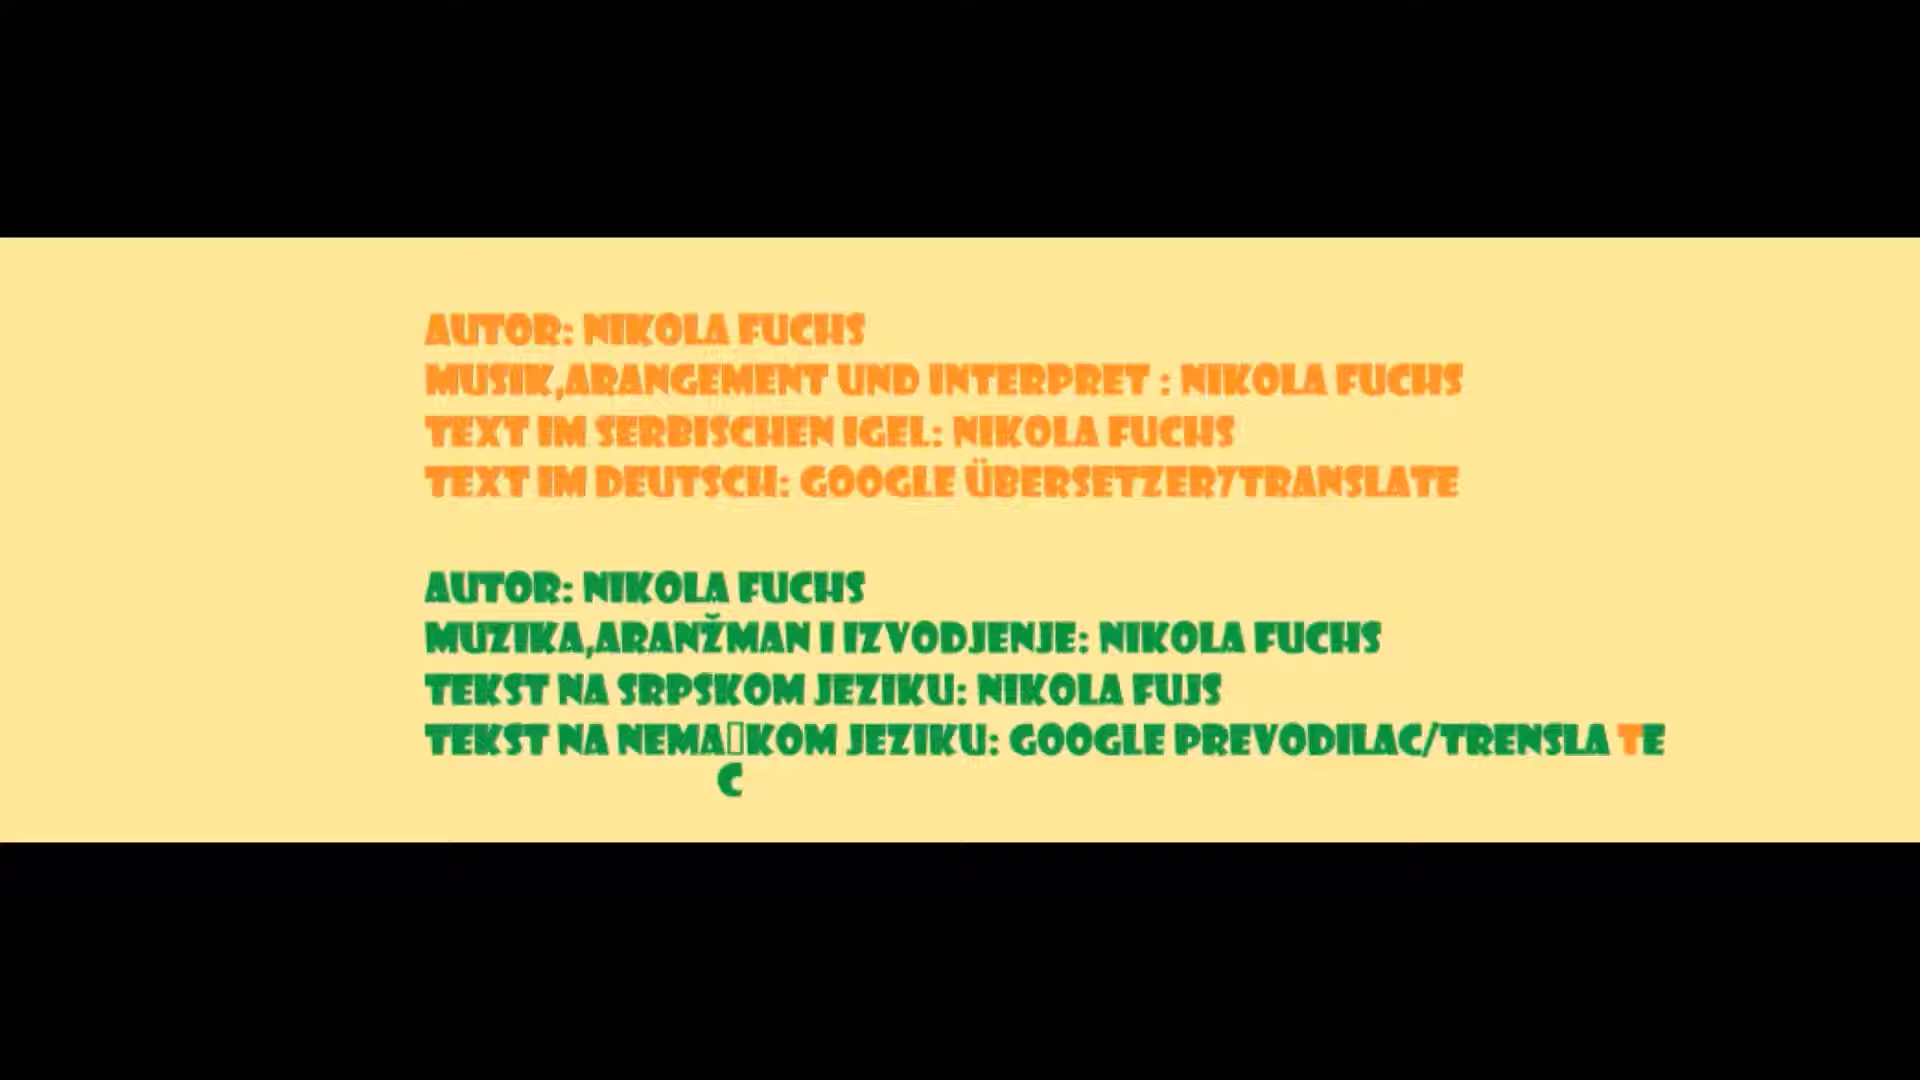 AUTOR: NIKOLA FUCHS
MUSIK,ARANGEMENT UND INTERPRET : NIKOLA FUCHS
TEXT IM SERBISCHEN IGEL: NIKOLA FUCHS
TEXT IM DEUTSCH: GOOGLE ÜBERSETZER7TRANSLATE
AUTOR: NIKOLA FUCHS
MUZIKA,ARANŽMAN I IZVODJENJE: NIKOLA FUCHS
TEKST NA SRPSKOM JEZIKU: NIKOLA FUJS
TEKST NA NEMA▯KOM JEZIKU: GOOGLE PREVODILAC/TRENSLA TE
C